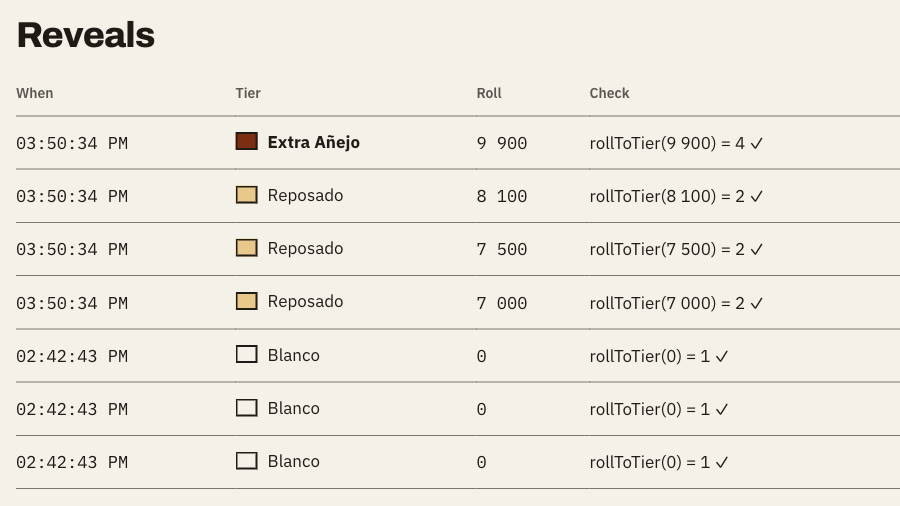 Reveals
When Tier Roll Check
03:50:34 PM Extra Añejo 9 900 rollToTier(9 900) = 4 ✓
03:50:34 PM Reposado 8 100 rollToTier(8 100) = 2 ✓
03:50:34 PM Reposado 7 500 rollToTier(7 500) = 2 ✓
03:50:34 PM Reposado 7 000 rollToTier(7 000) = 2 ✓
02:42:43 PM Blanco 0 rollToTier(0) = 1 ✓
02:42:43 PM Blanco 0 rollToTier(0) = 1 ✓
02:42:43 PM Blanco 0 rollToTier(0) = 1 ✓